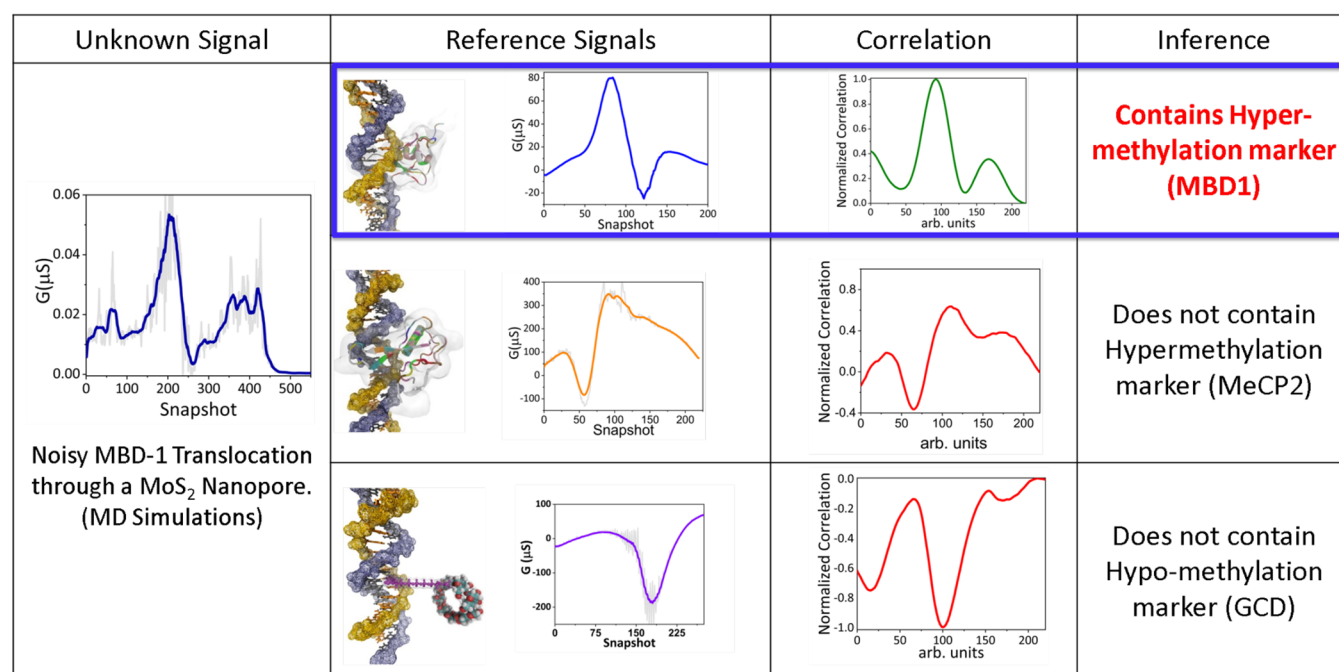 Unknown Signal
Reference Signals
Correlation
Inference
G(µS)
0.06
0.04
0.02
0.00
0 100 200 300 400 500
Snapshot
Noisy MBD-1 Translocation
through a MoS₂ Nanopore.
(MD Simulations)
G(µS)
80
60
40
20
0
-20
0 50 100 150 200
Snapshot
Normalized Correlation
1.0
0.8
0.6
0.4
0.2
0.0
0 50 100 150 200
arb. units
Contains Hyper-
methylation marker
(MBD1)
G(µS)
400
300
200
100
0
-100
0 50 100 150 200
Snapshot
Normalized Correlation
0.8
0.4
0.0
-0.4
0 50 100 150 200
arb. units
Does not contain
Hypermethylation
marker (MeCP2)
G (µS)
100
0
-100
-200
0 75 150 225
Snapshot
Normalized Correlation
0.0
-0.2
-0.4
-0.6
-0.8
-1.0
0 50 100 150 200
arb. units
Does not contain
Hypo-methylation
marker (GCD)